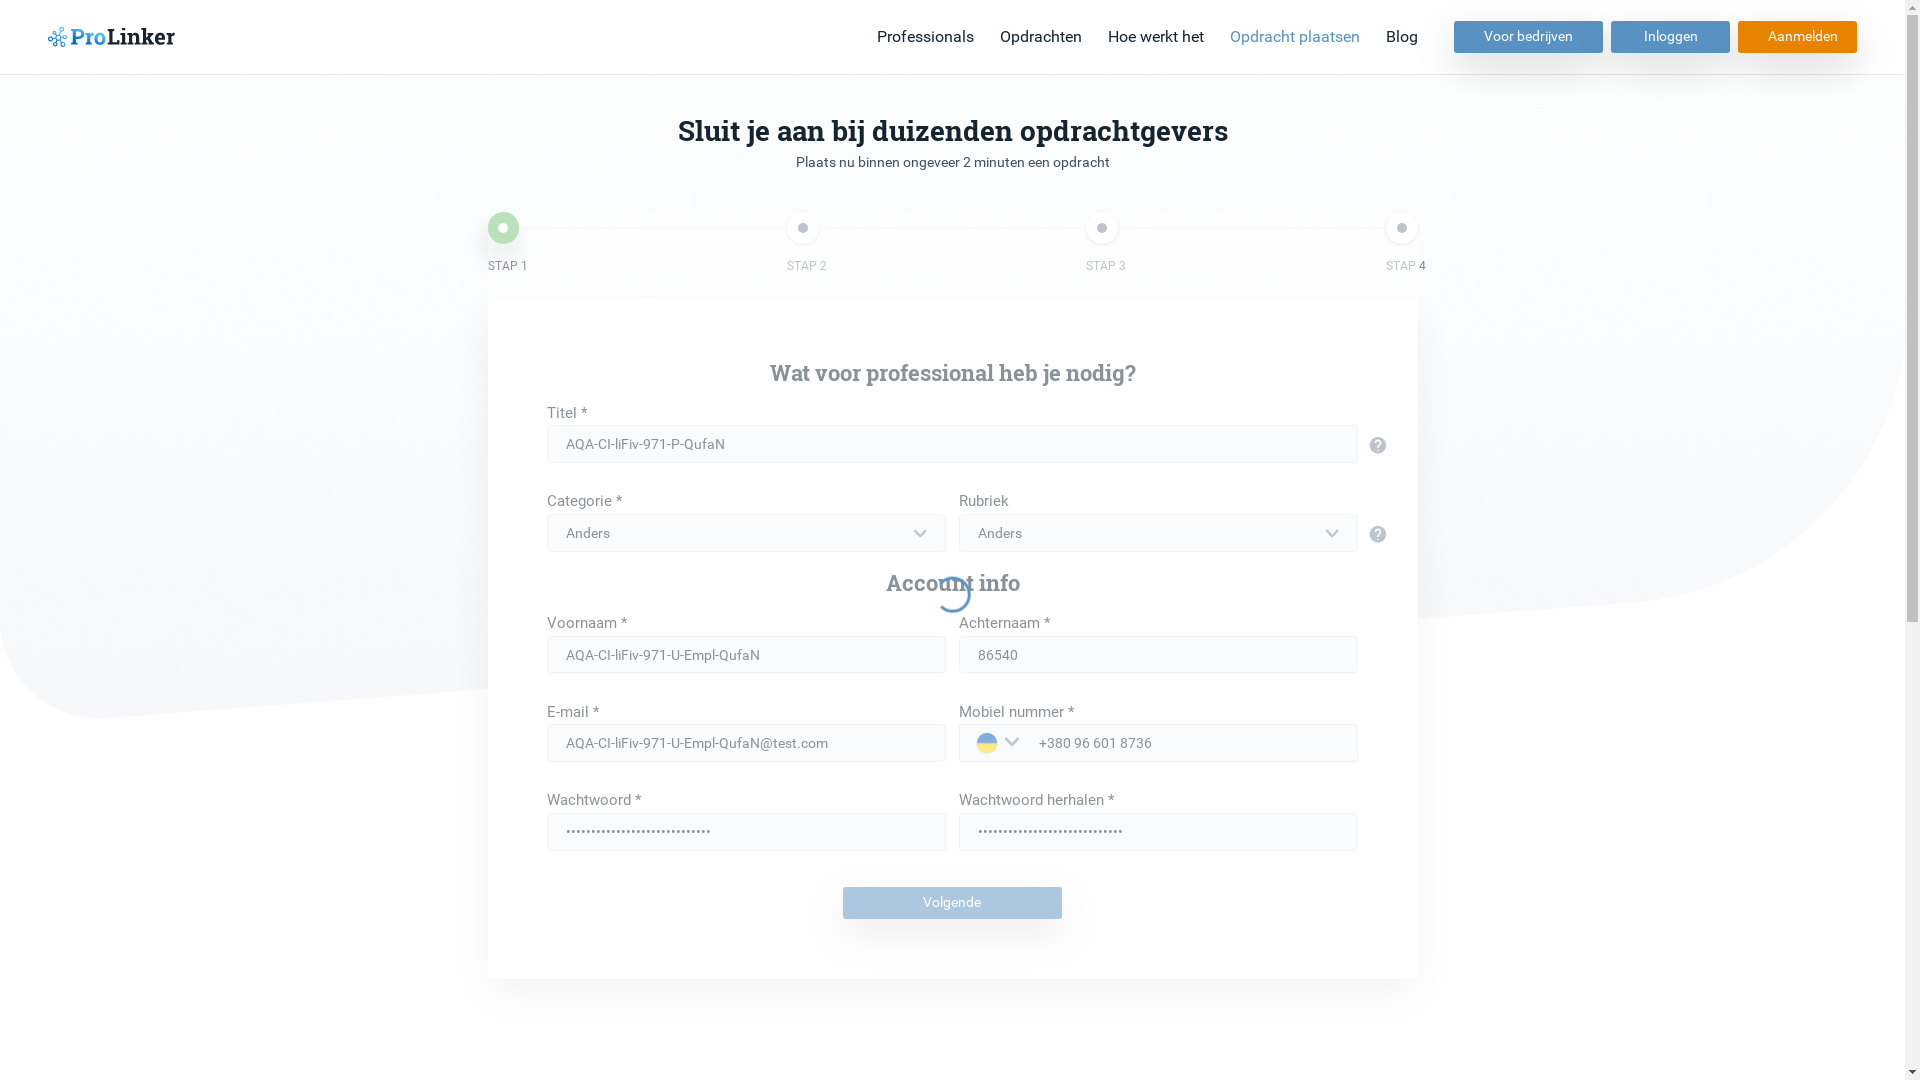 ProLinker
Professionals Opdrachten Hoe werkt het Opdracht plaatsen Blog Voor bedrijven Inloggen Aanmelden
Sluit je aan bij duizenden opdrachtgevers
Plaats nu binnen ongeveer 2 minuten een opdracht
STAP 1 STAP 2 STAP 3 STAP 4
Wat voor professional heb je nodig?
Titel *
AQA-CI-liFiv-971-P-QufaN
Categorie * Rubriek
Anders Anders
Account info
Voornaam * Achternaam *
AQA-CI-liFiv-971-U-Empl-QufaN 86540
E-mail * Mobiel nummer *
AQA-CI-liFiv-971-U-Empl-QufaN@test.com +380 96 601 8736
Wachtwoord * Wachtwoord herhalen *
Volgende